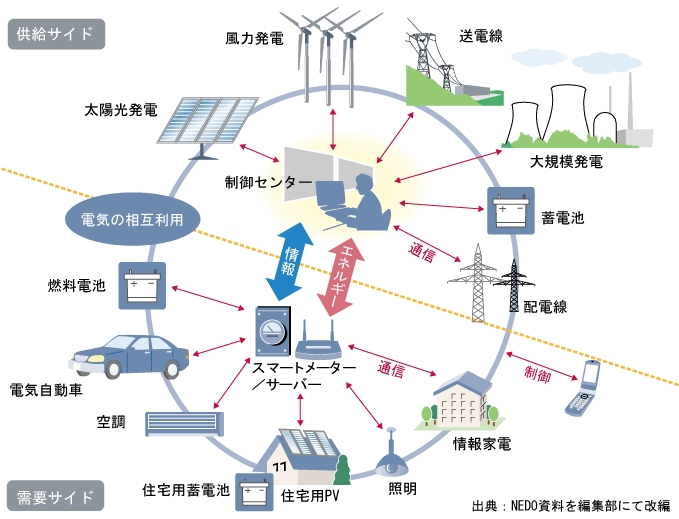 供給サイド
風力発電
送電線
太陽光発電
大規模発電
制御センター
電気の相互利用
蓄電池
通信
情報
エネルギー
燃料電池
配電線
スマートメーター
／サーバー
通信
制御
電気自動車
空調
情報家電
住宅用蓄電池
住宅用PV
照明
需要サイド
出典：NEDO資料を編集部にて改編